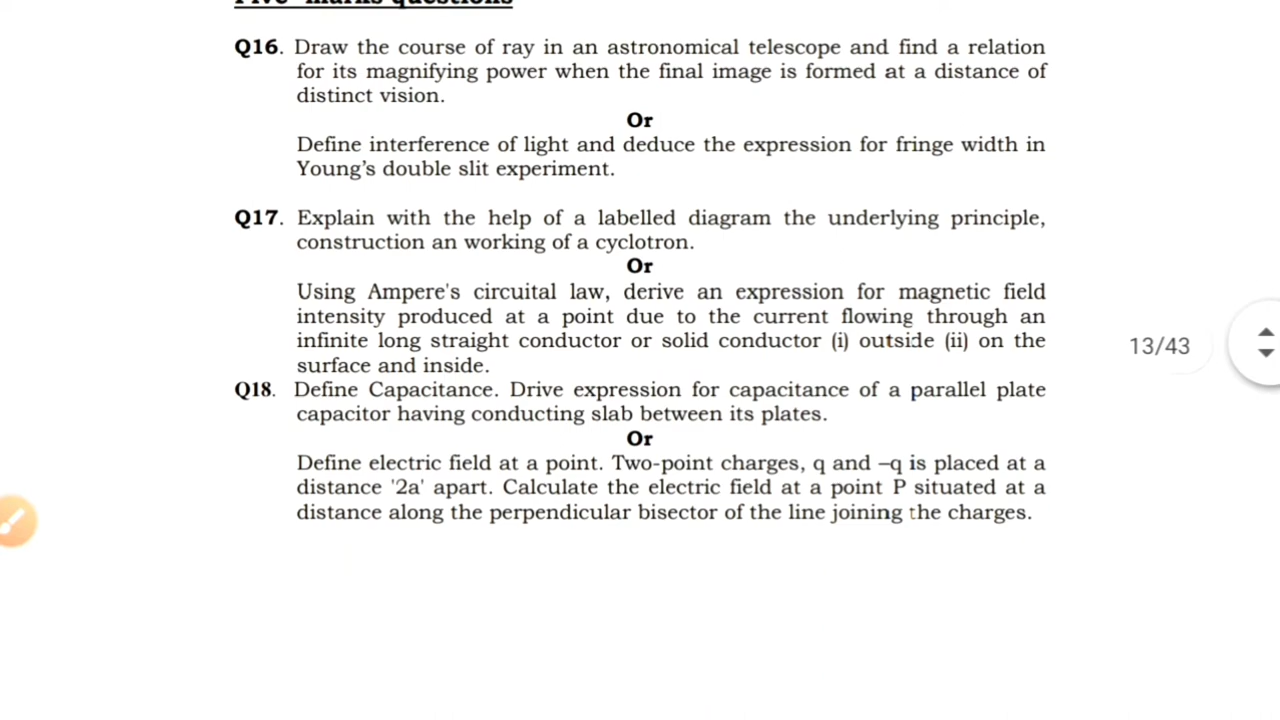 Five marks questions
Q16. Draw the course of ray in an astronomical telescope and find a relation
for its magnifying power when the final image is formed at a distance of
distinct vision.
Or
Define interference of light and deduce the expression for fringe width in
Young's double slit experiment.
Q17. Explain with the help of a labelled diagram the underlying principle,
construction an working of a cyclotron.
Or
Using Ampere's circuital law, derive an expression for magnetic field
intensity produced at a point due to the current flowing through an
infinite long straight conductor or solid conductor (i) outside (ii) on the
surface and inside.
13/43
Q18. Define Capacitance. Drive expression for capacitance of a parallel plate
capacitor having conducting slab between its plates.
Or
Define electric field at a point. Two-point charges, q and –q is placed at a
distance '2a' apart. Calculate the electric field at a point P situated at a
distance along the perpendicular bisector of the line joining the charges.